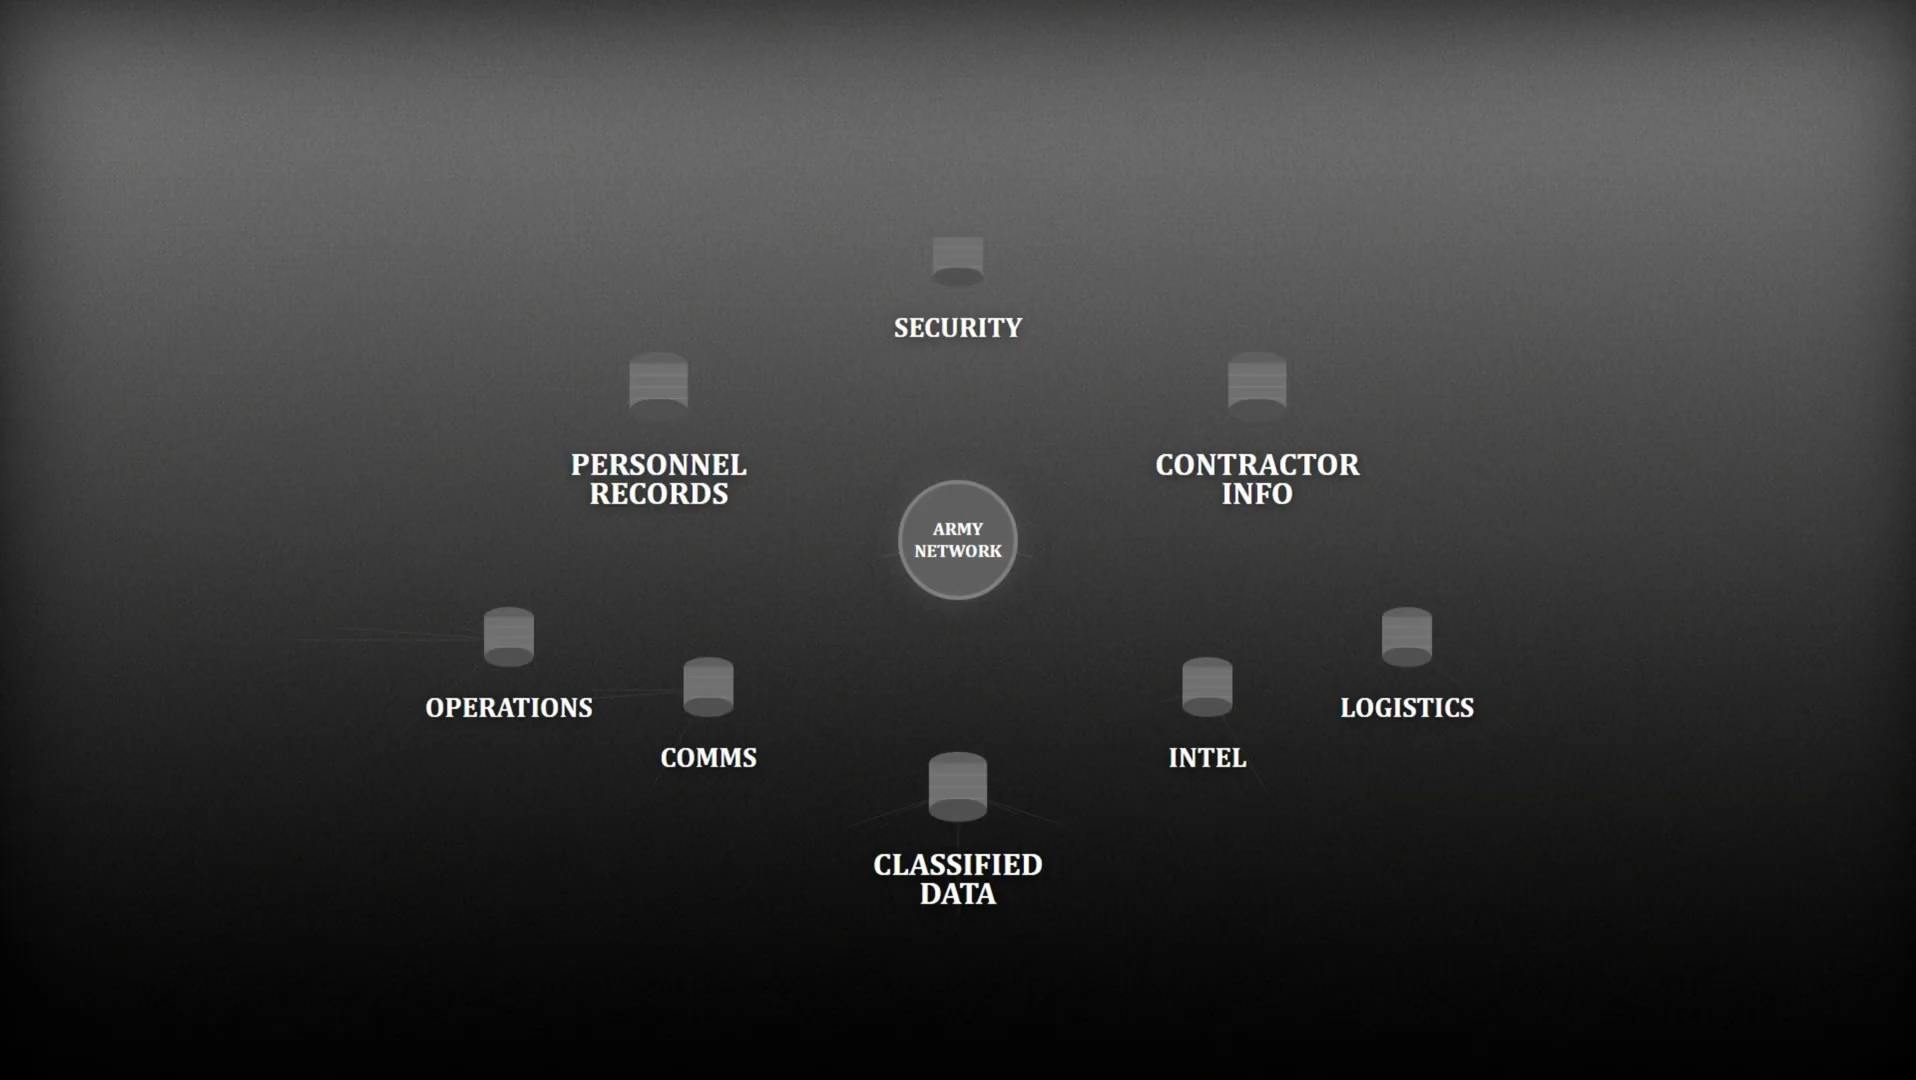 SECURITY
PERSONNEL
RECORDS
CONTRACTOR
INFO
ARMY
NETWORK
OPERATIONS
LOGISTICS
COMMS
INTEL
CLASSIFIED
DATA